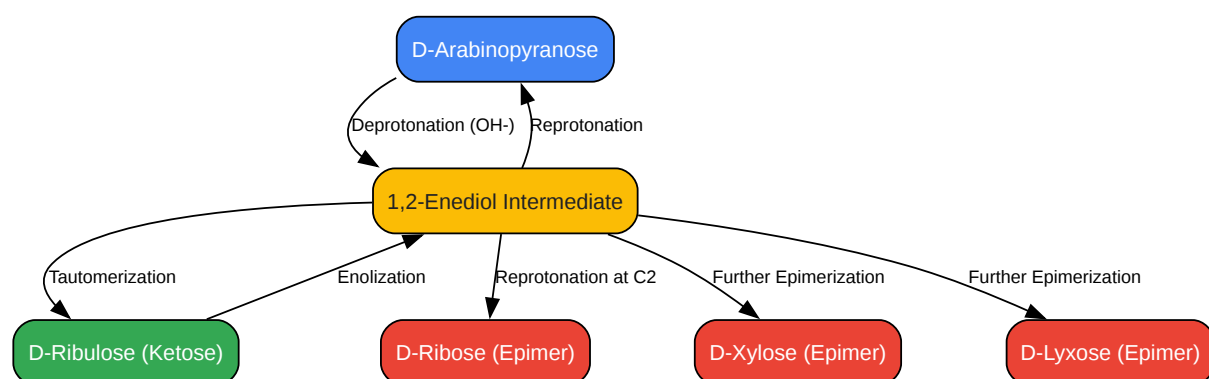 D-Arabinopyranose
Deprotonation (OH-)
Reprotonation
1,2-Enediol Intermediate
Tautomerization
Enolization
Reprotonation at C2
Further Epimerization
Further Epimerization
D-Ribulose (Ketose)
D-Ribose (Epimer)
D-Xylose (Epimer)
D-Lyxose (Epimer)